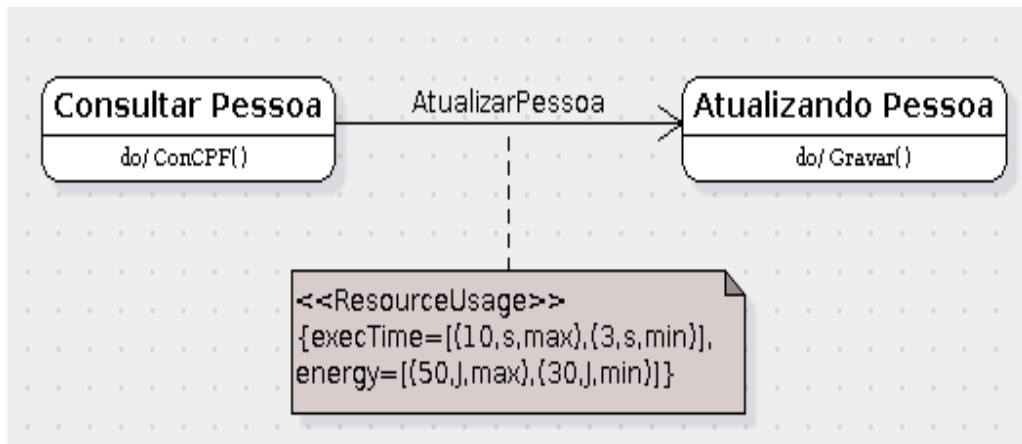 Consultar Pessoa
do/ ConCPF()
AtualizarPessoa
Atualizando Pessoa
do/ Gravar()
<<ResourceUsage>>
{execTime=[(10,s,max),(3,s,min)],
energy=[(50,J,max),(30,J,min)]}